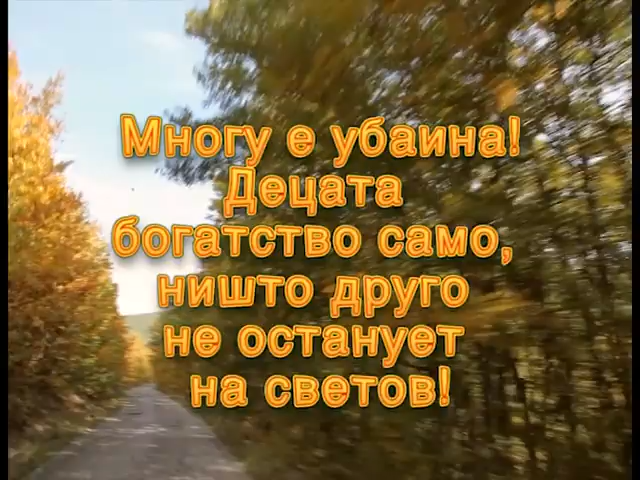 Многу е убаина!
Децата
богатство само,
ништо друго
не останует
на светов!